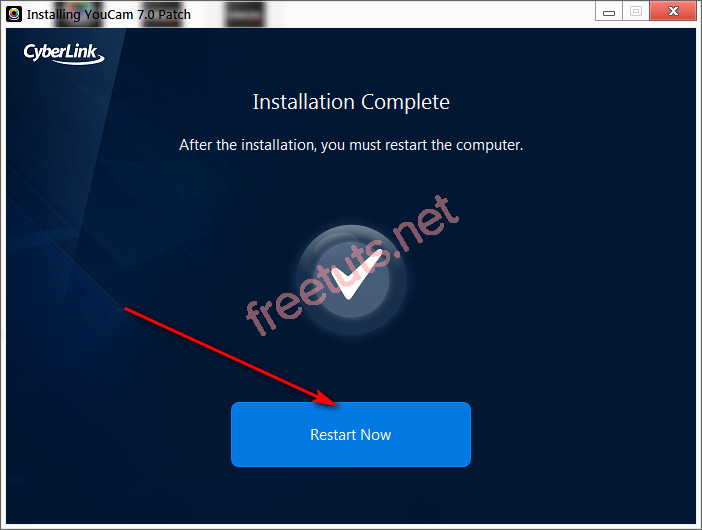 Installing YouCam 7.0 Patch
CyberLink
Installation Complete
After the installation, you must restart the computer.
freetuts.net
Restart Now